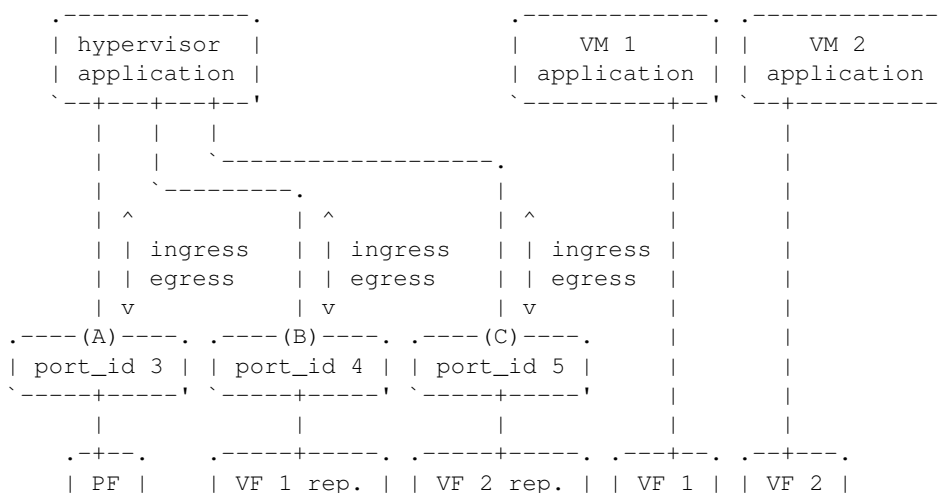 hypervisor VM 1 VM 2
application application application
ingress ingress ingress
egress egress egress
v v v
(A) (B) (C)
port_id 3 port_id 4 port_id 5
PF VF 1 rep. VF 2 rep. VF 1 VF 2